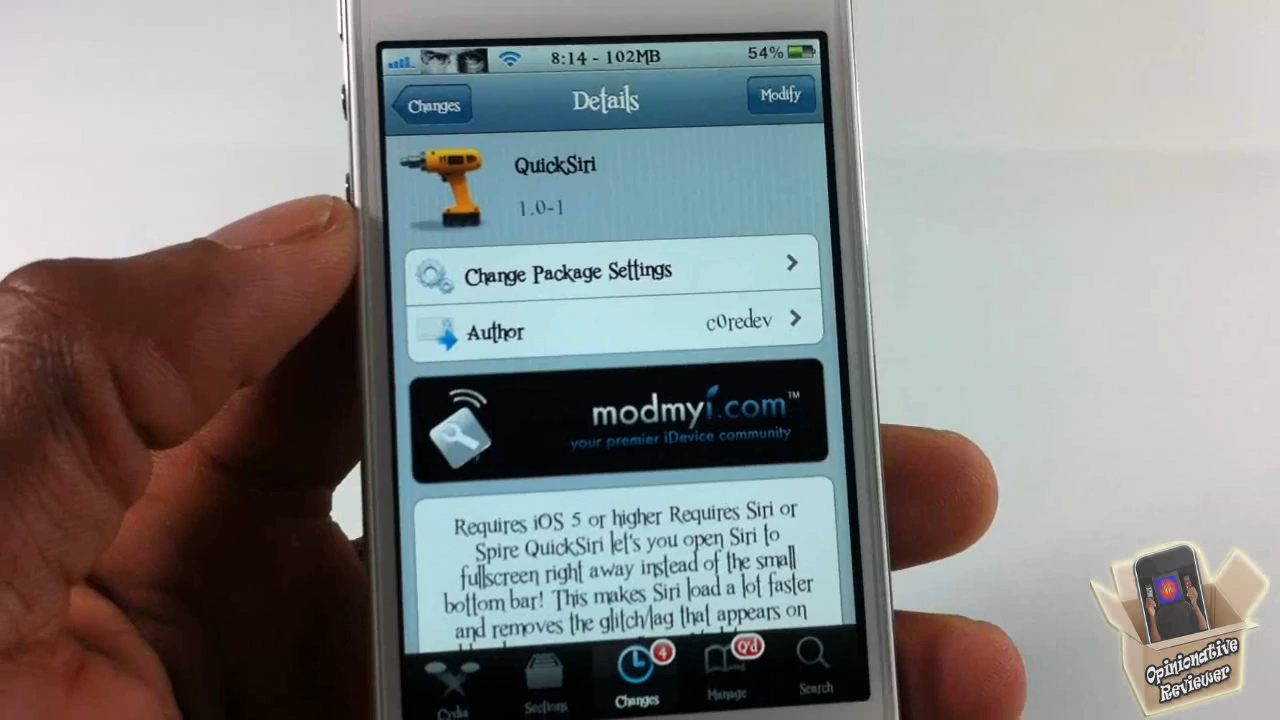 8:14 - 102MB
54%
Changes
Details
Modify
QuickSiri
1.0-1
Change Package Settings
Author
c0redev
modmyi.com™
your premier iDevice community
Requires iOS 5 or higher Requires Siri or
Spire QuickSiri let's you open Siri to
fullscreen right away instead of the small
bottom bar! This makes Siri load a lot faster
and removes the glitch/lag that appears on
4
Q'd
Cydia
Sections
Changes
Manage
Search
Opinionative
Reviewer